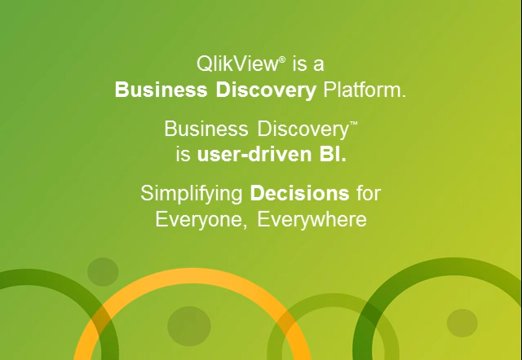 QlikView® is a
Business Discovery Platform.
Business Discovery™
is user-driven BI.
Simplifying Decisions for
Everyone, Everywhere